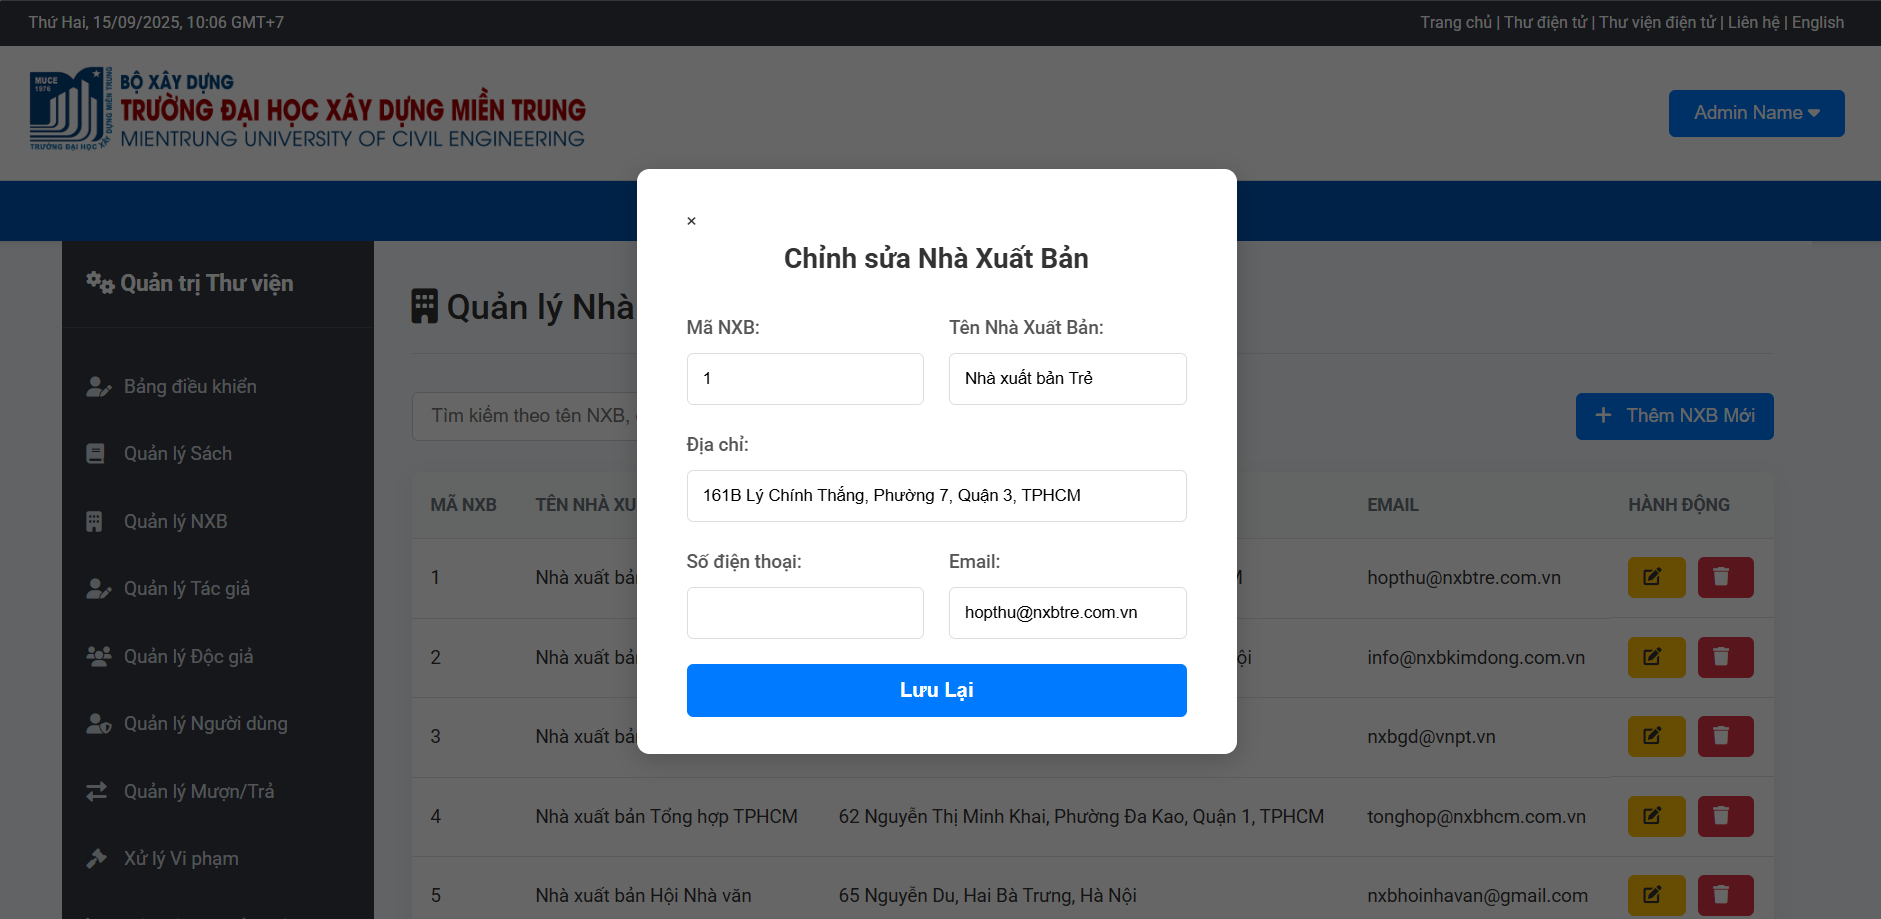 Thứ Hai, 15/09/2025, 10:06 GMT+7
Trang chủ | Thư điện tử | Thư viện điện tử | Liên hệ | English
MUCE
1976
TRƯỜNG ĐẠI HỌC XÂY DỰNG MIỀN TRUNG
BỘ XÂY DỰNG
TRƯỜNG ĐẠI HỌC XÂY DỰNG MIỀN TRUNG
MIENTRUNG UNIVERSITY OF CIVIL ENGINEERING
Admin Name
Quản trị Thư viện
Bảng điều khiển
Quản lý Sách
Quản lý NXB
Quản lý Tác giả
Quản lý Độc giả
Quản lý Người dùng
Quản lý Mượn/Trả
Xử lý Vi phạm
Quản lý Nhà
Tìm kiếm theo tên NXB,
Thêm NXB Mới
×
Chỉnh sửa Nhà Xuất Bản
Mã NXB:
Tên Nhà Xuất Bản:
1
Nhà xuất bản Trẻ
Địa chỉ:
161B Lý Chính Thắng, Phường 7, Quận 3, TPHCM
Số điện thoại:
Email:
hopthu@nxbtre.com.vn
Lưu Lại
MÃ NXB TÊN NHÀ XU EMAIL HÀNH ĐỘNG
1 Nhà xuất bả hopthu@nxbtre.com.vn
2 Nhà xuất bả ội info@nxbkimdong.com.vn
3 Nhà xuất bả nxbgd@vnpt.vn
4 Nhà xuất bản Tổng hợp TPHCM 62 Nguyễn Thị Minh Khai, Phường Đa Kao, Quận 1, TPHCM tonghop@nxbhcm.com.vn
5 Nhà xuất bản Hội Nhà văn 65 Nguyễn Du, Hai Bà Trưng, Hà Nội nxbhoinhavan@gmail.com